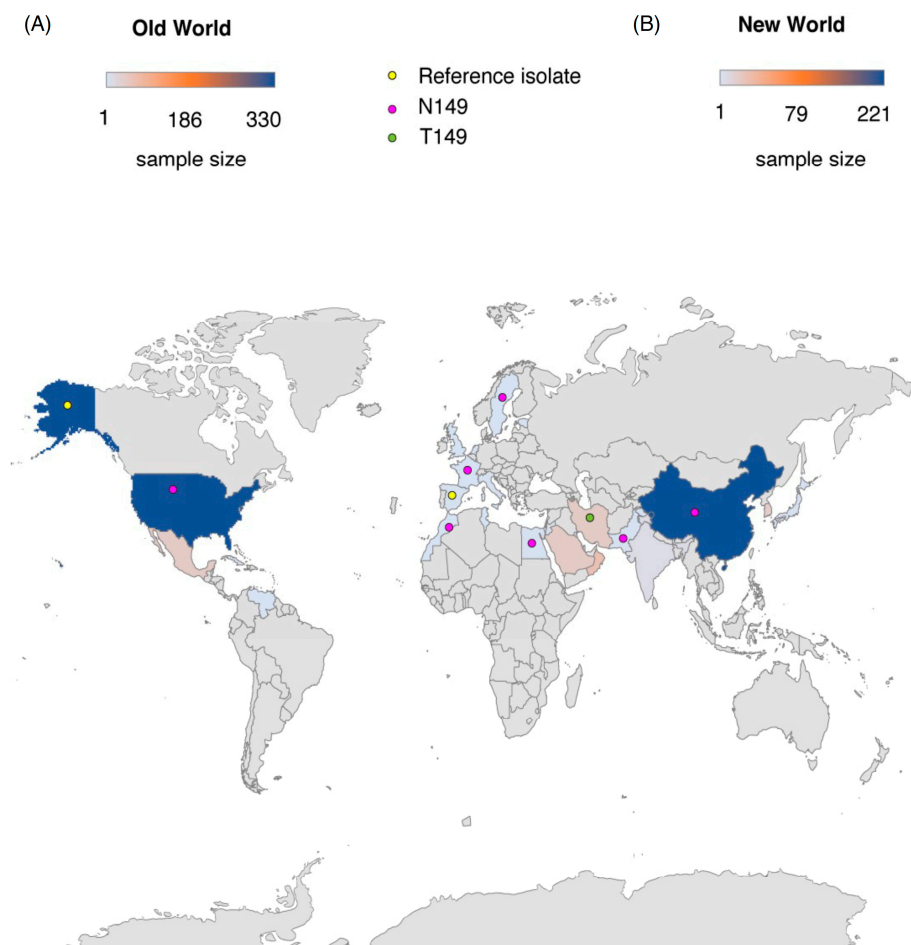 (A)
Old World
1 186 330
sample size
Reference isolate
N149
T149
(B)
New World
1 79 221
sample size